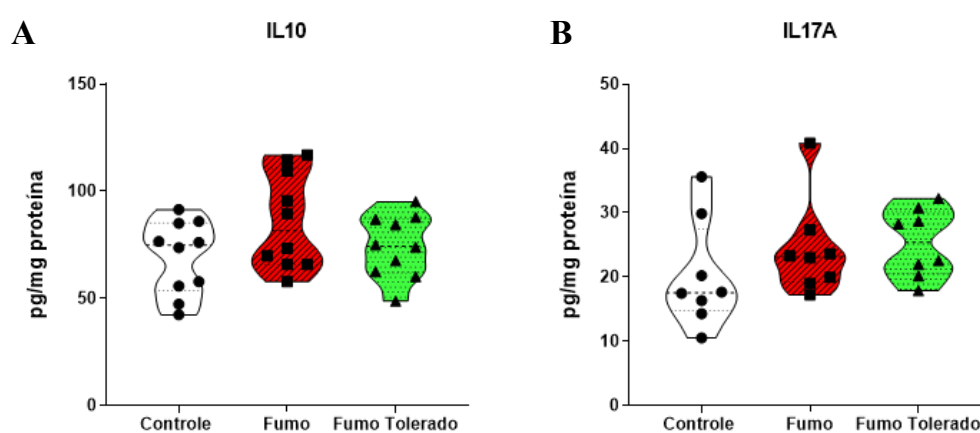 A
IL10
pg/mg proteína
150
100
50
0
Controle Fumo Fumo Tolerado
B
IL17A
pg/mg proteína
50
40
30
20
10
0
Controle Fumo Fumo Tolerado